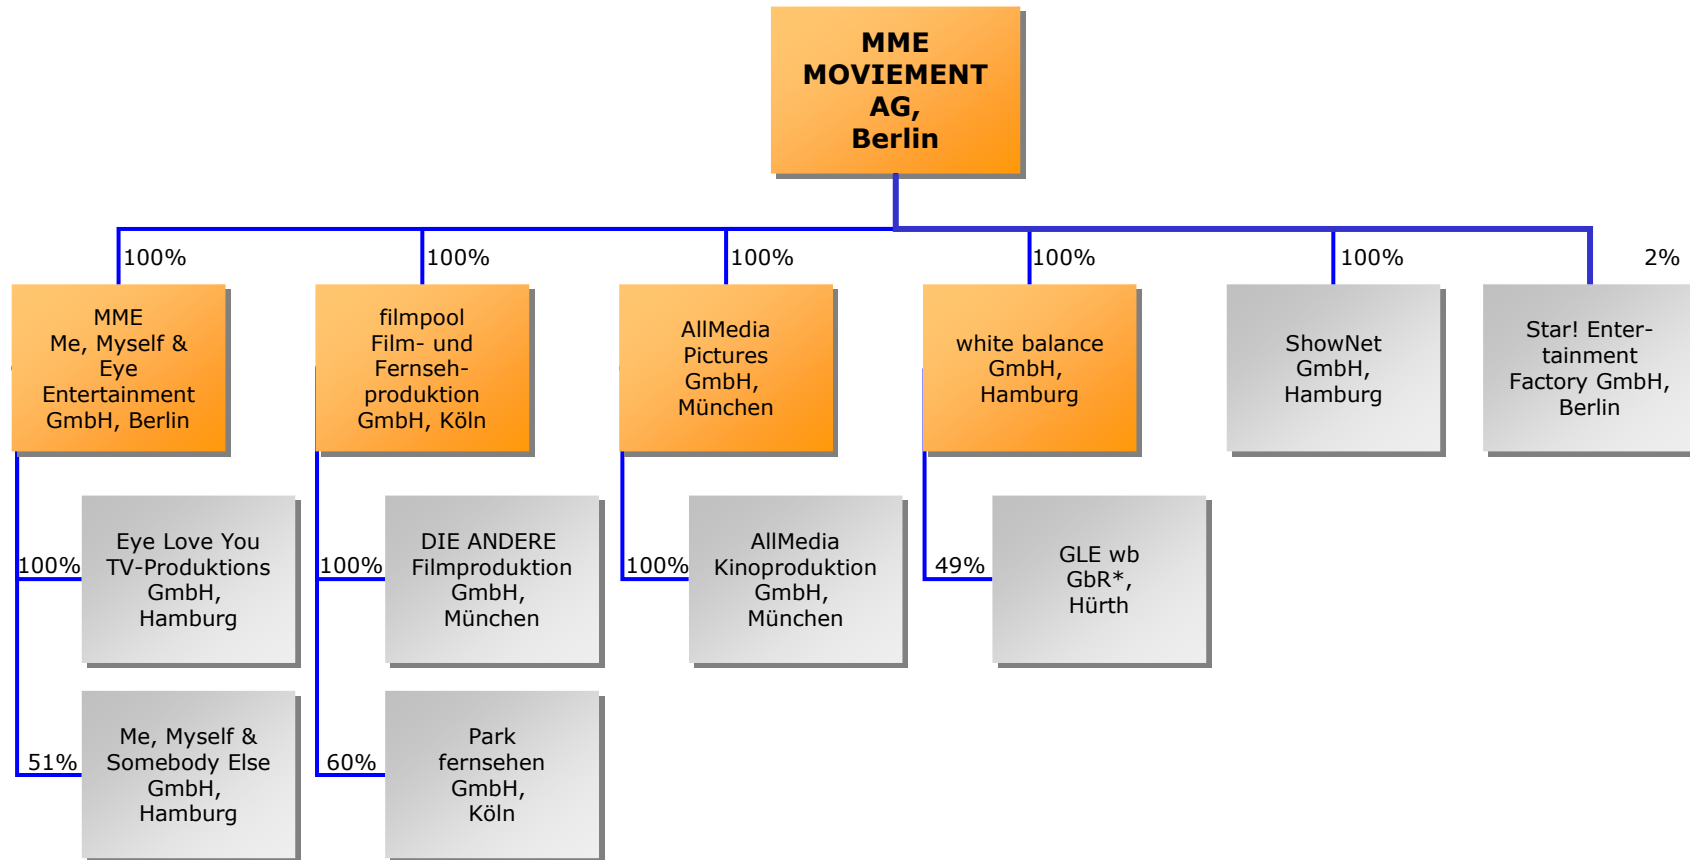 MME
MOVIEMENT
AG,
Berlin
100%
100%
100%
100%
100%
2%
MME
Me, Myself &
Eye
Entertainment
GmbH, Berlin
filmpool
Film- und
Fernseh-
produktion
GmbH, Köln
AllMedia
Pictures
GmbH,
München
white balance
GmbH,
Hamburg
ShowNet
GmbH,
Hamburg
Star! Enter-
tainment
Factory GmbH,
Berlin
100%
Eye Love You
TV-Produktions
GmbH,
Hamburg
100%
DIE ANDERE
Filmproduktion
GmbH,
München
100%
AllMedia
Kinoproduktion
GmbH,
München
49%
GLE wb
GbR*,
Hürth
51%
Me, Myself &
Somebody Else
GmbH,
Hamburg
60%
Park
fernsehen
GmbH,
Köln